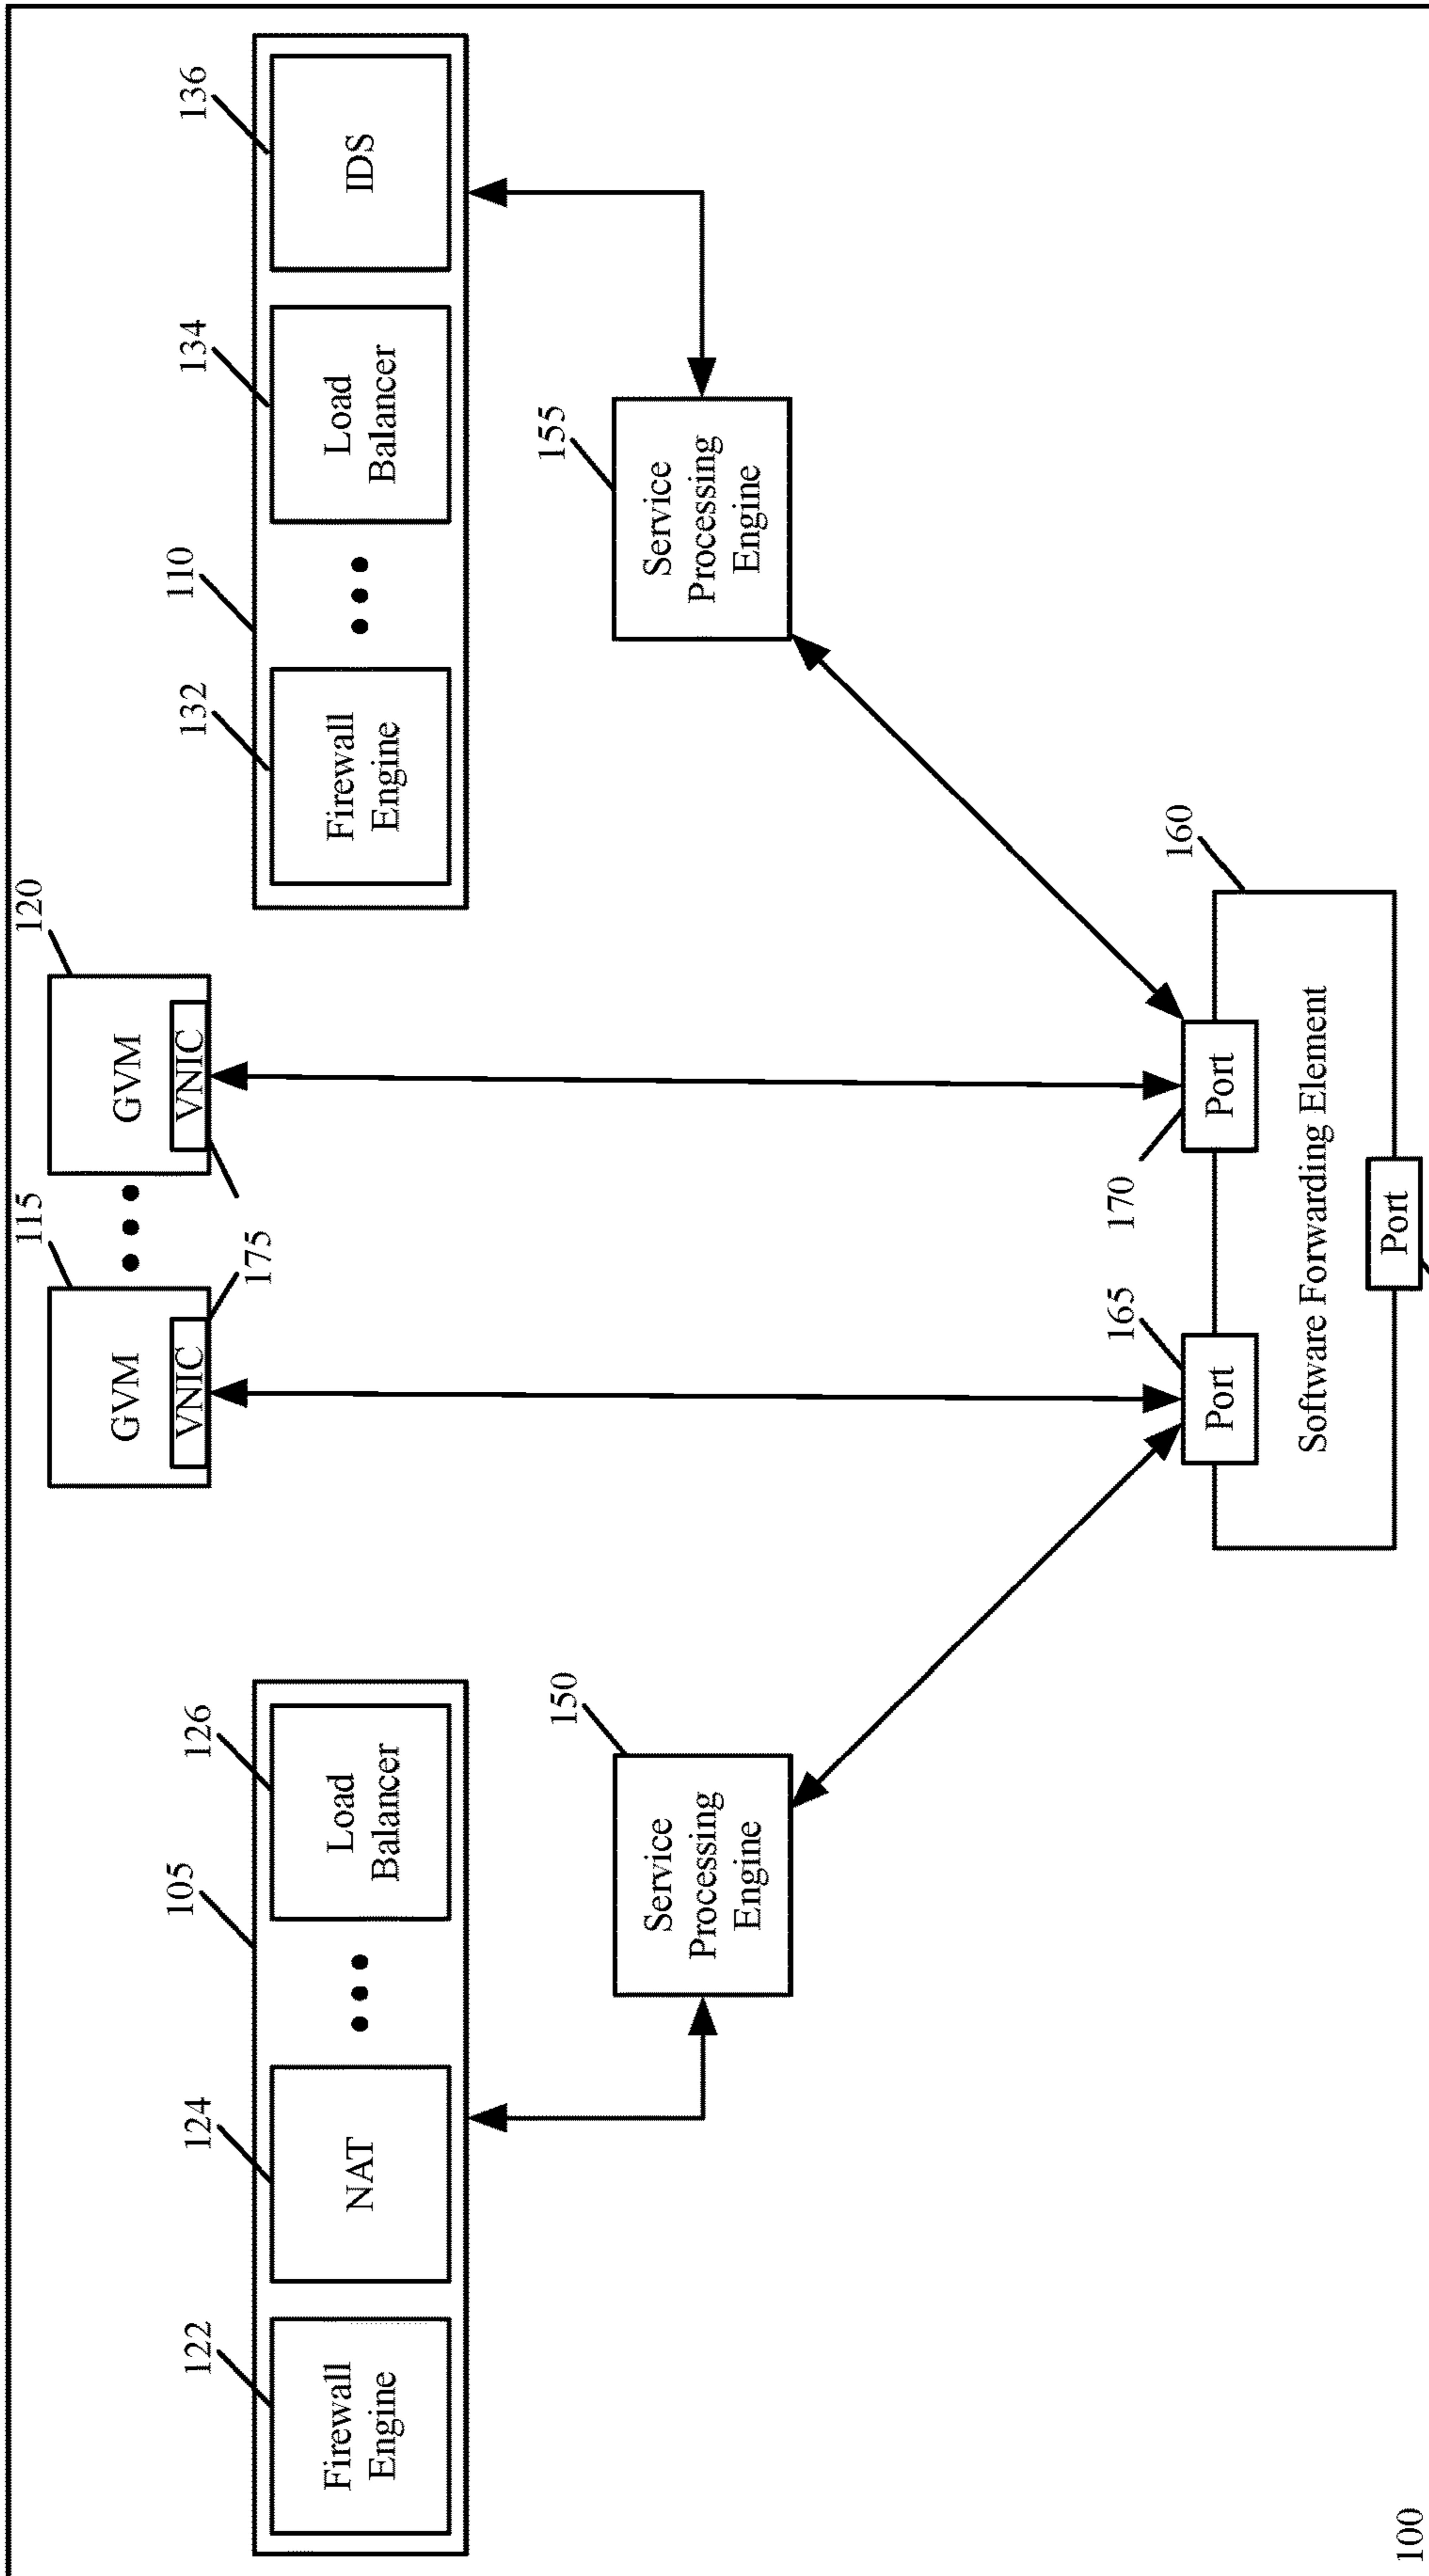 115
120
GVM
VNIC
GVM
VNIC
175
105
122
124
126
Firewall
Engine
NAT
Load
Balancer
110
132
134
136
Firewall
Engine
Load
Balancer
IDS
150
Service
Processing
Engine
155
Service
Processing
Engine
165
170
160
Port
Port
Software Forwarding Element
Port
100